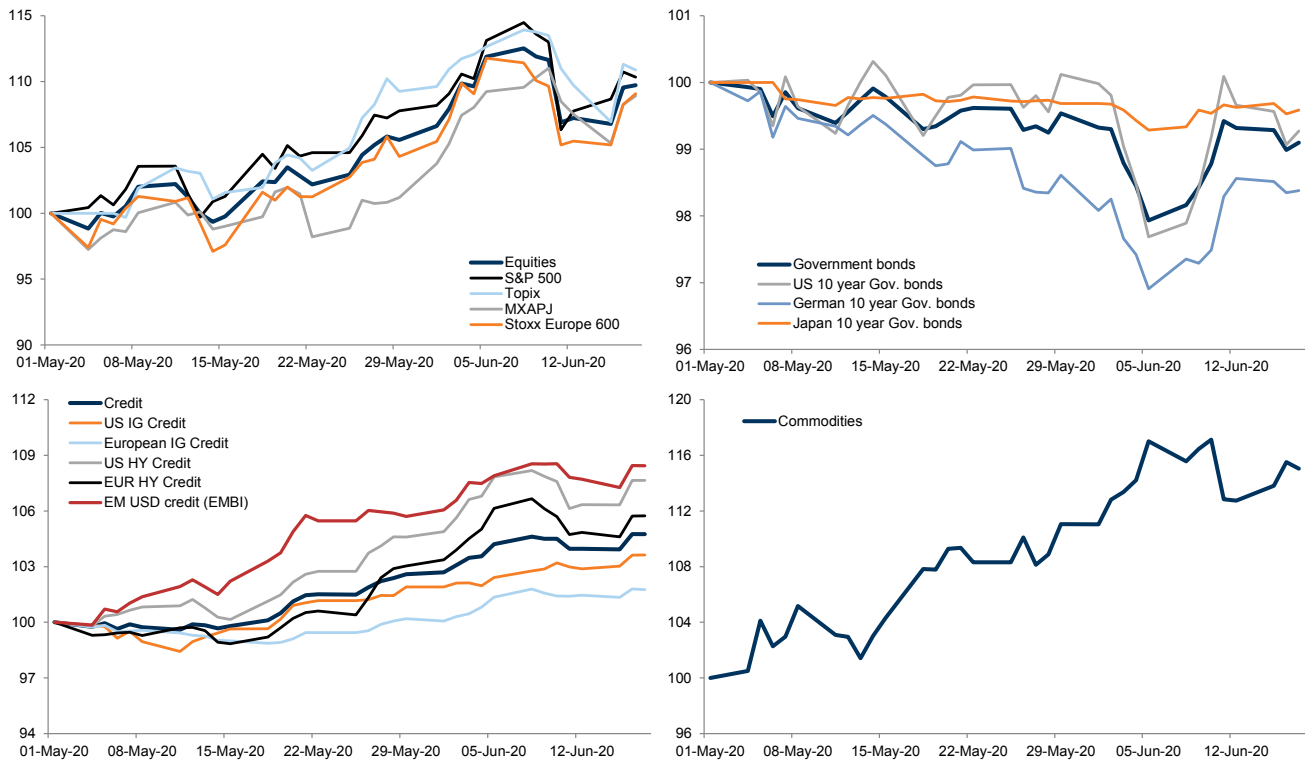 115
110
105
100
95
90
01-May-20 08-May-20 15-May-20 22-May-20 29-May-20 05-Jun-20 12-Jun-20
Equities
S&P 500
Topix
MXAPJ
Stoxx Europe 600
101
100
99
98
97
96
01-May-20 08-May-20 15-May-20 22-May-20 29-May-20 05-Jun-20 12-Jun-20
Government bonds
US 10 year Gov. bonds
German 10 year Gov. bonds
Japan 10 year Gov. bonds
112
109
106
103
100
97
94
01-May-20 08-May-20 15-May-20 22-May-20 29-May-20 05-Jun-20 12-Jun-20
Credit
US IG Credit
European IG Credit
US HY Credit
EUR HY Credit
EM USD credit (EMBI)
120
116
112
108
104
100
96
01-May-20 08-May-20 15-May-20 22-May-20 29-May-20 05-Jun-20 12-Jun-20
Commodities